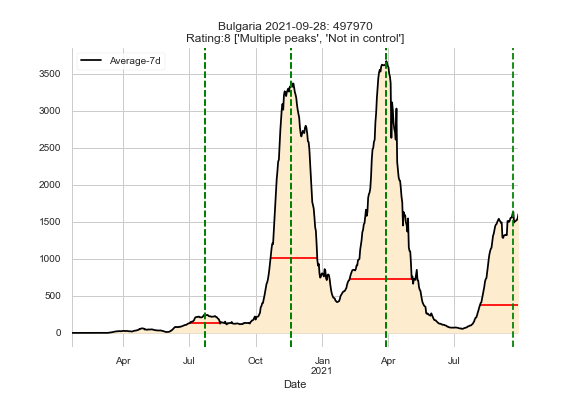 Bulgaria 2021-09-28: 497970
Rating:8 ['Multiple peaks', 'Not in control']
Average-7d
3500
3000
2500
2000
1500
1000
500
0
Apr Jul Oct Jan Apr Jul
2021
Date